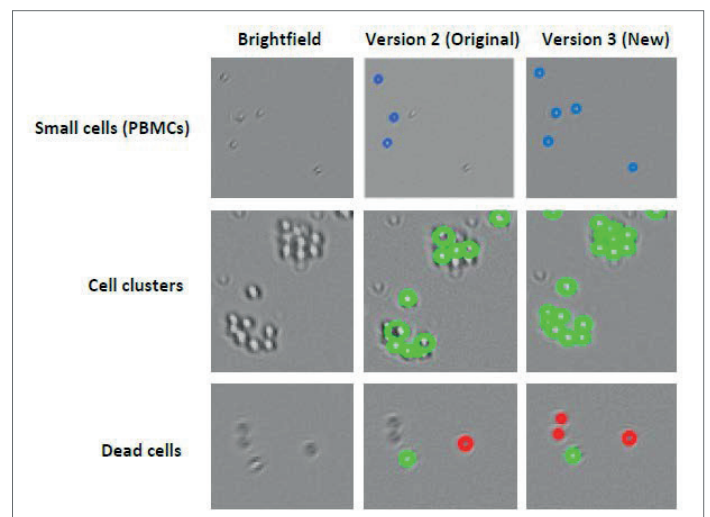 Brightfield Version 2 (Original) Version 3 (New)
Small cells (PBMCs)
Cell clusters
Dead cells